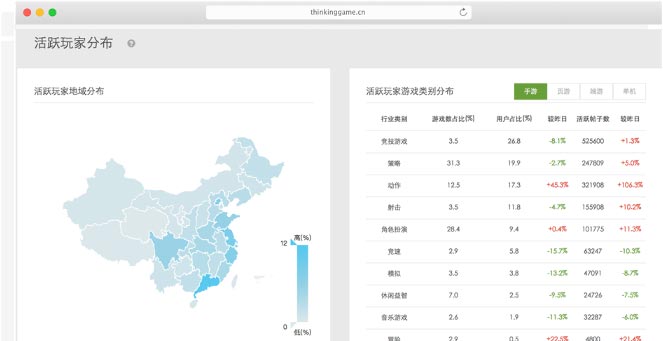 thinkinggame.cn
活跃玩家分布 ?
活跃玩家地域分布
高(%)
12
0
低(%)
活跃玩家游戏类别分布
手游 页游 端游 单机
行业类别 游戏数占比(%) 用户占比(%) 较昨日 活跃帖子数 较昨日
竞技游戏 3.5 26.8 -8.1% 525600 +1.3%
策略 31.3 19.9 -2.7% 247809 +5.0%
动作 12.5 17.3 +45.3% 321908 +106.3%
射击 3.5 11.8 -4.7% 155908 +10.2%
角色扮演 28.4 9.4 +0.4% 101775 +11.3%
竞速 2.9 5.8 -15.7% 63247 -10.3%
模拟 3.5 3.8 -13.2% 47091 -8.7%
休闲益智 7.0 2.5 -9.5% 24726 -7.5%
音乐游戏 2.6 1.9 -11.3% 32287 -6.0%
冒险 2.9 0.5 +22.5% 4800 +21.4%